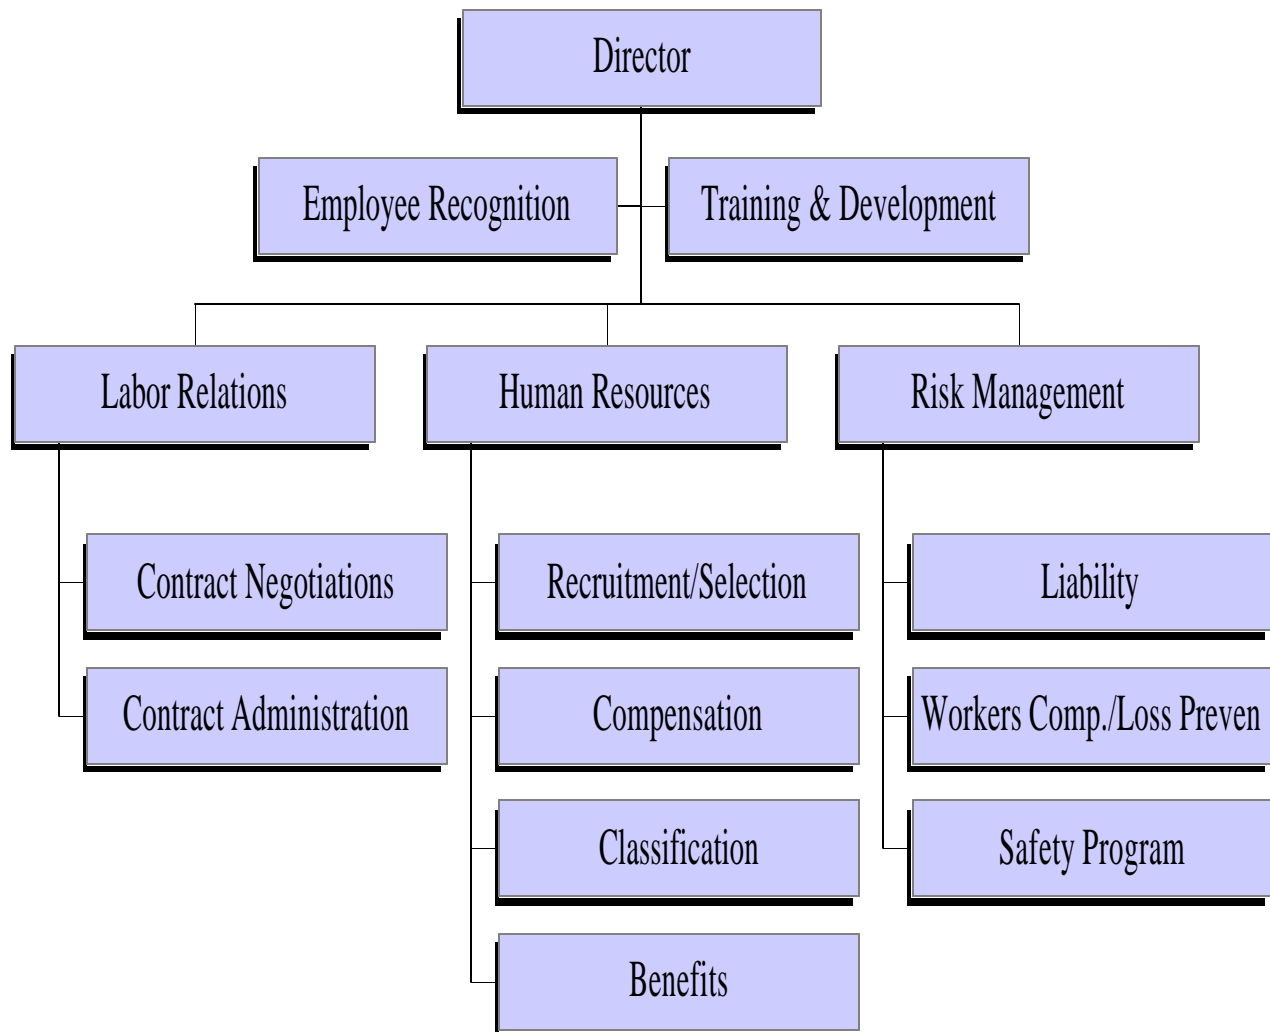 Director
Employee Recognition
Training & Development
Labor Relations
Human Resources
Risk Management
Contract Negotiations
Recruitment/Selection
Liability
Contract Administration
Compensation
Workers Comp./Loss Preven
Classification
Safety Program
Benefits